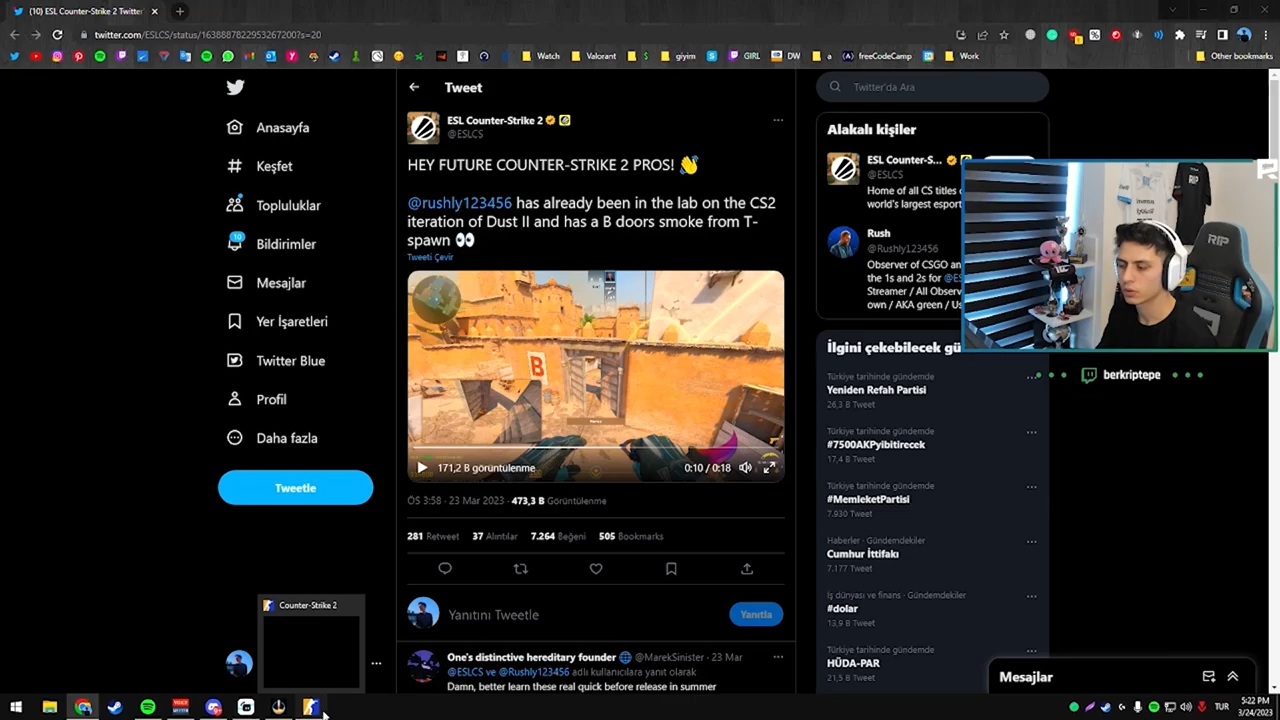 (10) ESL Counter-Strike 2 Twitter'
twitter.com/ESLCS/status/1638887822953267200?s=20
Watch
Valorant
$
giyim
GIRL
DW
a
freeCodeCamp
Work
Other bookmarks
Anasayfa
Keşfet
Topluluklar
10
Bildirimler
Mesajlar
Yer İşaretleri
Twitter Blue
Profil
Daha fazla
Tweetle
Counter-Strike 2
Tweet
ESL Counter-Strike 2
@ESLCS
HEY FUTURE COUNTER-STRIKE 2 PROS! 👋
@rushly123456 has already been in the lab on the CS2
iteration of Dust II and has a B doors smoke from T-
spawn 👀
Tweeti Çevir
B
171,2 B görüntülenme
0:10 / 0:18
ÖS 3:58 · 23 Mar 2023 · 473,3 B Görüntülenme
281 Retweet 37 Alıntılar 7.264 Beğeni 505 Bookmarks
Yanıtını Tweetle
Yanıtla
One's distinctive hereditary founder 🌐 @MarekSinister · 23 Mar
@ESLCS ve @Rushly123456 adlı kullanıcılara yanıt olarak
Damn, better learn these real quick before release in summer
Twitter'da Ara
Alakalı kişiler
ESL Counter-S...
@ESLCS
Home of all CS titles
world's largest esport
Rush
@Rushly123456
Observer of CSGO an
the 1s and 2s for @ES
Streamer / All Obser
own / AKA green / Us
RIP
berkriptepe
İlgini çekebilecek gü
Türkiye tarihinde gündemde
Yeniden Refah Partisi
26,3 B Tweet
Türkiye tarihinde gündemde
#7500AKPyibitirecek
17,4 B Tweet
Türkiye tarihinde gündemde
#MemleketPartisi
7.930 Tweet
Haberler · Gündemdekiler
Cumhur İttifakı
7.177 Tweet
İş dünyası ve finans · Gündemdekiler
#dolar
13,9 B Tweet
Türkiye tarihinde gündemde
HÜDA-PAR
21,5 B Tweet
Mesajlar
TUR
5:22 PM
3/24/2023